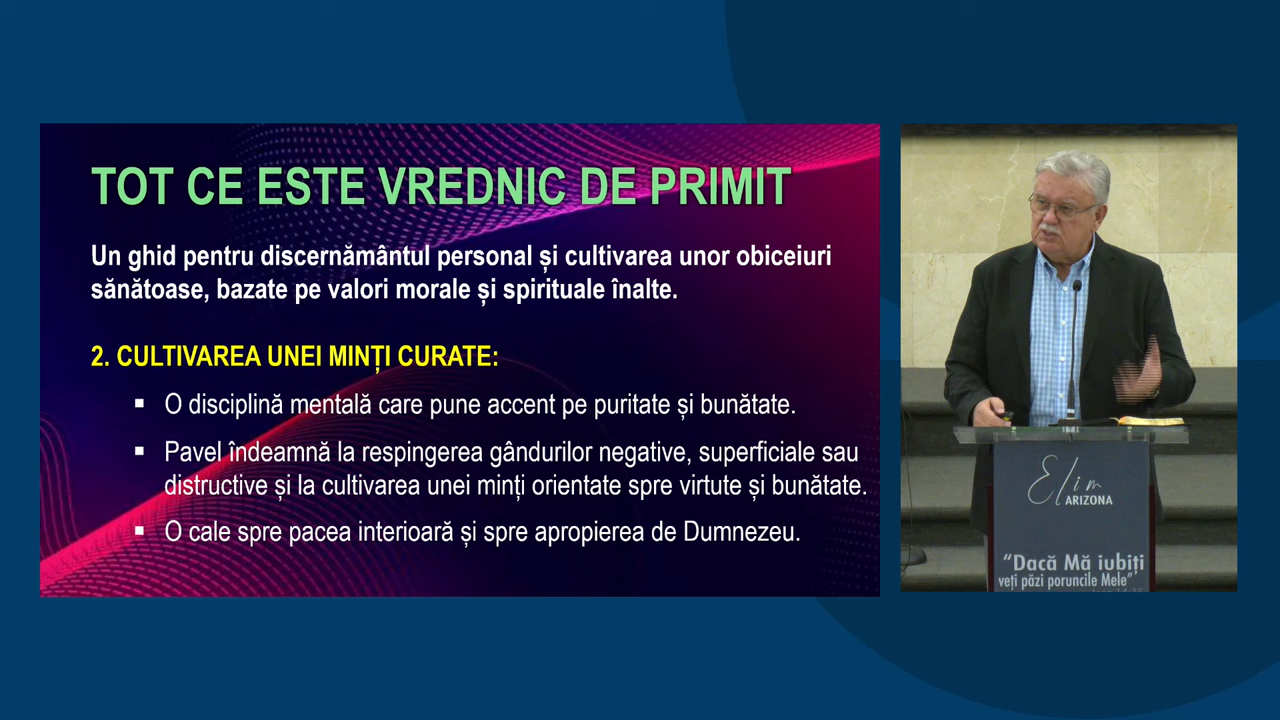 TOT CE ESTE VREDNIC DE PRIMIT
Un ghid pentru discernământul personal și cultivarea unor obiceiuri
sănătoase, bazate pe valori morale și spirituale înalte.
2. CULTIVAREA UNEI MINȚI CURATE:
▪ O disciplină mentală care pune accent pe puritate și bunătate.
▪ Pavel îndeamnă la respingerea gândurilor negative, superficiale sau
distructive și la cultivarea unei minți orientate spre virtute și bunătate.
▪ O cale spre pacea interioară și spre apropierea de Dumnezeu.
Elim
ARIZONA
“Dacă Mă iubiți
veți păzi poruncile Mele”